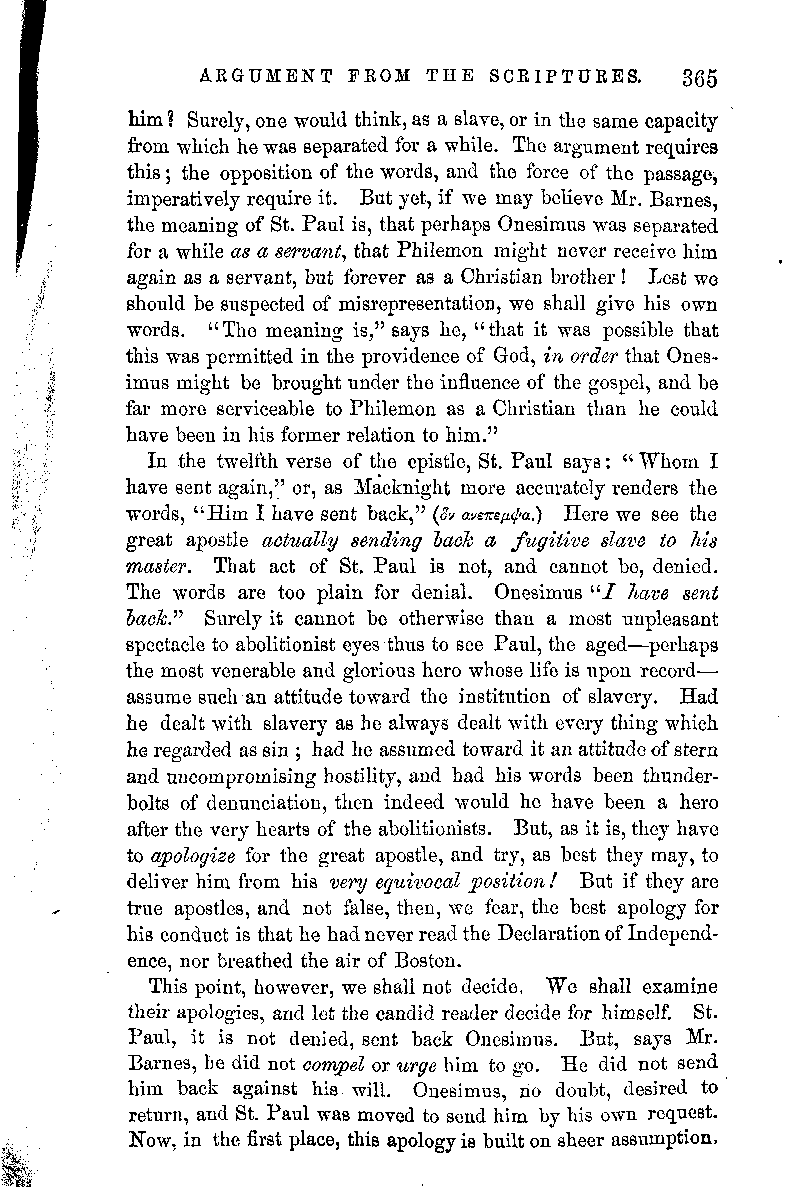 ARGUMENT FROM THE SCRIPTURES. 365
him? Surely, one would think, as a slave, or in the same capacity
from which he was separated for a while. The argument requires
this; the opposition of the words, and the force of the passage,
imperatively require it. But yet, if we may believe Mr. Barnes,
the meaning of St. Paul is, that perhaps Onesimus was separated
for a while as a servant, that Philemon might never receive him
again as a servant, but forever as a Christian brother! Lest we
should be suspected of misrepresentation, we shall give his own
words. "The meaning is," says he, "that it was possible that
this was permitted in the providence of God, in order that Ones-
imus might be brought under the influence of the gospel, and be
far more serviceable to Philemon as a Christian than he could
have been in his former relation to him."
In the twelfth verse of the epistle, St. Paul says: "Whom I
have sent again," or, as Macknight more accurately renders the
words, "Him I have sent back," (ὃν ανεπεμψα.) Here we see the
great apostle actually sending back a fugitive slave to his
master. That act of St. Paul is not, and cannot be, denied.
The words are too plain for denial. Onesimus "I have sent
back." Surely it cannot be otherwise than a most unpleasant
spectacle to abolitionist eyes thus to see Paul, the aged—perhaps
the most venerable and glorious hero whose life is upon record—
assume such an attitude toward the institution of slavery. Had
he dealt with slavery as he always dealt with every thing which
he regarded as sin; had he assumed toward it an attitude of stern
and uncompromising hostility, and had his words been thunder-
bolts of denunciation, then indeed would he have been a hero
after the very hearts of the abolitionists. But, as it is, they have
to apologize for the great apostle, and try, as best they may, to
deliver him from his very equivocal position! But if they are
true apostles, and not false, then, we fear, the best apology for
his conduct is that he had never read the Declaration of Independ-
ence, nor breathed the air of Boston.
This point, however, we shall not decide. We shall examine
their apologies, and let the candid reader decide for himself. St.
Paul, it is not denied, sent back Onesimus. But, says Mr.
Barnes, he did not compel or urge him to go. He did not send
him back against his will. Onesimus, no doubt, desired to
return, and St. Paul was moved to send him by his own request.
Now, in the first place, this apology is built on sheer assumption.